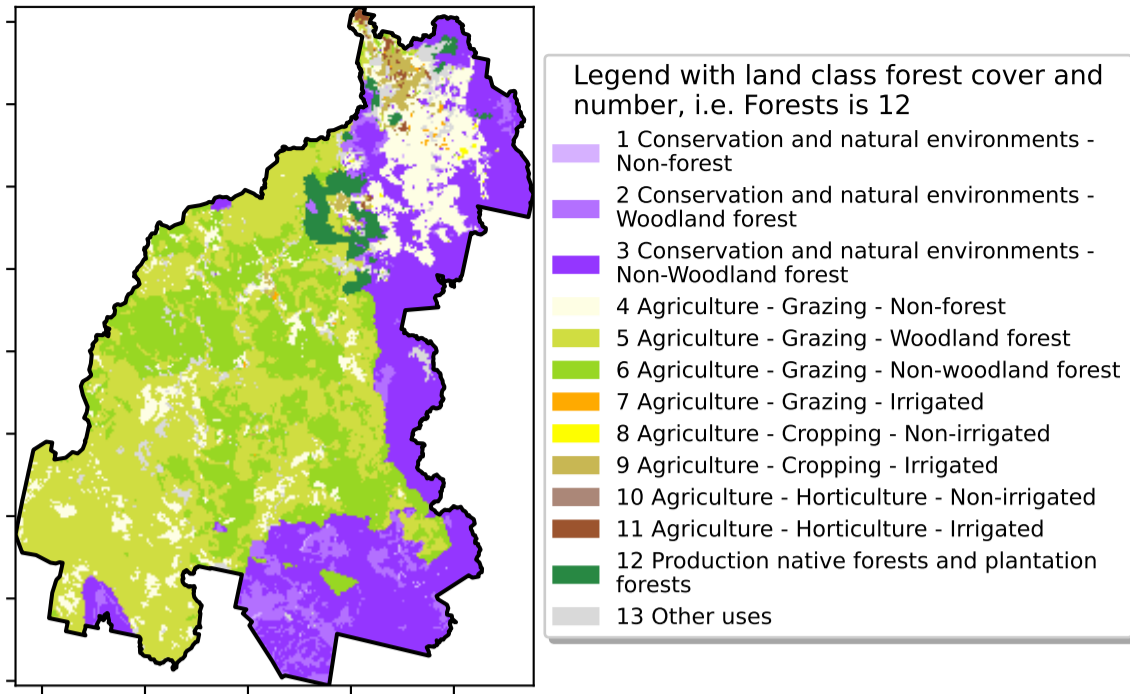 Legend with land class forest cover and
number, i.e. Forests is 12
1 Conservation and natural environments -
Non-forest
2 Conservation and natural environments -
Woodland forest
3 Conservation and natural environments -
Non-Woodland forest
4 Agriculture - Grazing - Non-forest
5 Agriculture - Grazing - Woodland forest
6 Agriculture - Grazing - Non-woodland forest
7 Agriculture - Grazing - Irrigated
8 Agriculture - Cropping - Non-irrigated
9 Agriculture - Cropping - Irrigated
10 Agriculture - Horticulture - Non-irrigated
11 Agriculture - Horticulture - Irrigated
12 Production native forests and plantation
forests
13 Other uses